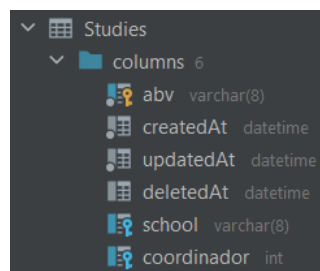 Studies
columns 6
abv varchar(8)
createdAt datetime
updatedAt datetime
deletedAt datetime
school varchar(8)
coordinador int